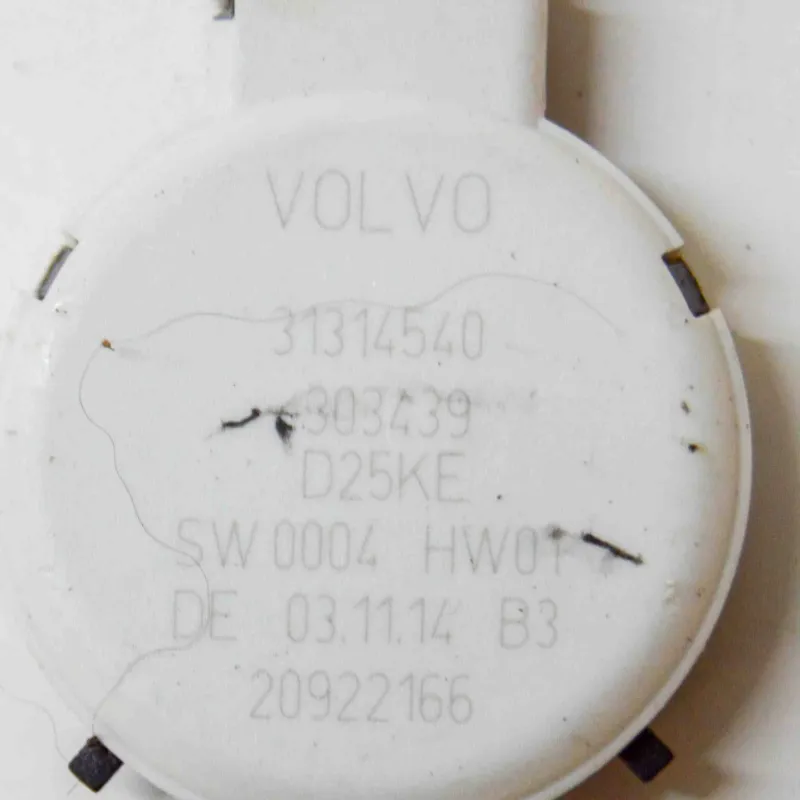 VOLVO
31314540
4303439
D25KE
SW 0004 HW01
DE 03.11.14 B3
20922166